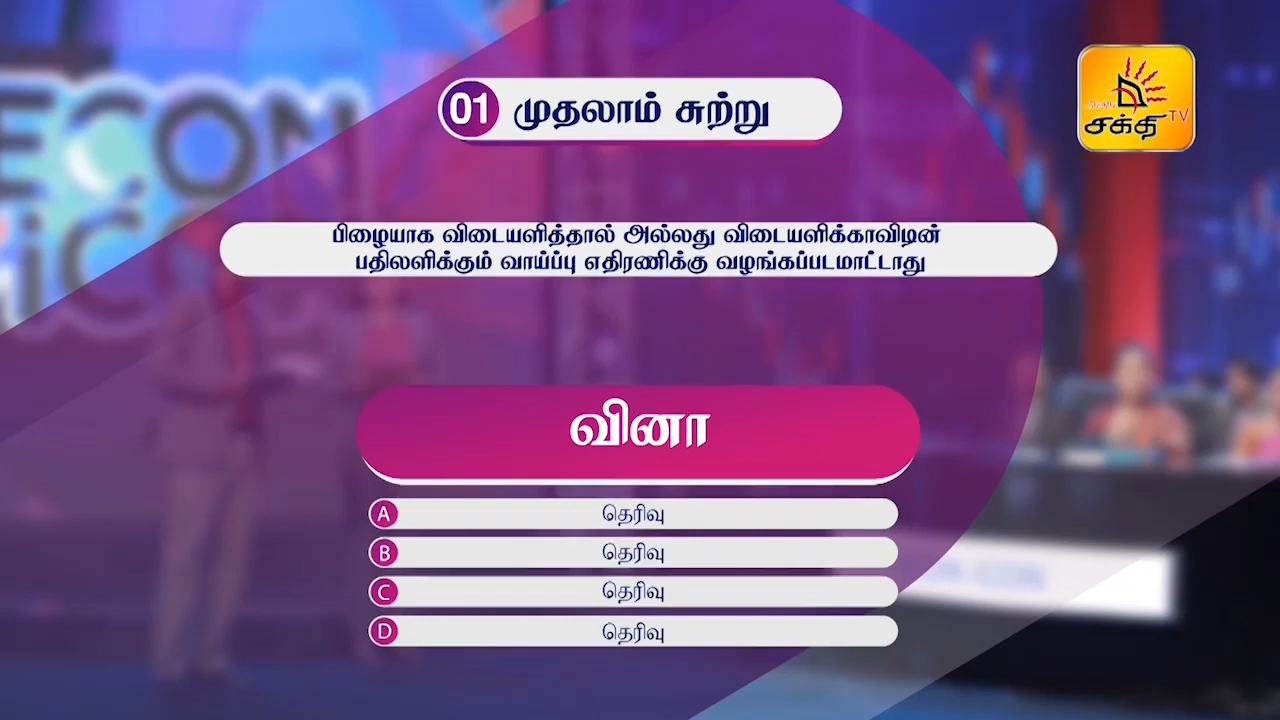 01 முதலாம் சுற்று
சக்தி TV
பிழையாக விடையளித்தால் அல்லது விடையளிக்காவிடின்
பதிலளிக்கும் வாய்ப்பு எதிரணிக்கு வழங்கப்படமாட்டாது
வினா
A தெரிவு
B தெரிவு
C தெரிவு
D தெரிவு